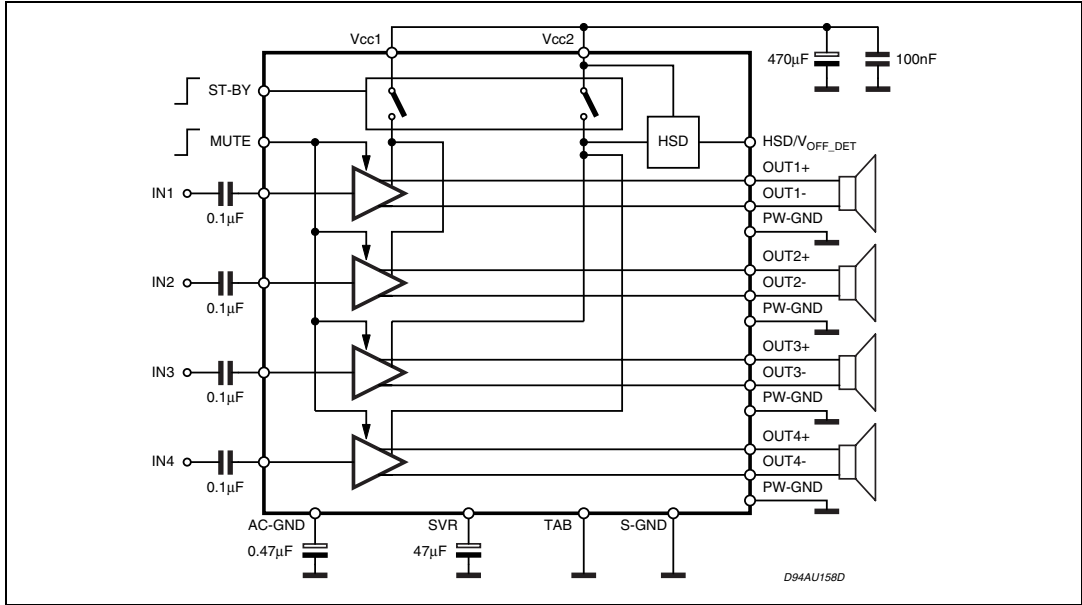 Vcc1
Vcc2
470μF
100nF
ST-BY
MUTE
HSD
HSD/VOFF_DET
OUT1+
IN1
OUT1-
0.1μF
PW-GND
OUT2+
IN2
OUT2-
0.1μF
PW-GND
OUT3+
IN3
OUT3-
0.1μF
PW-GND
OUT4+
IN4
OUT4-
0.1μF
PW-GND
AC-GND
SVR
TAB
S-GND
0.47μF
47μF
D94AU158D